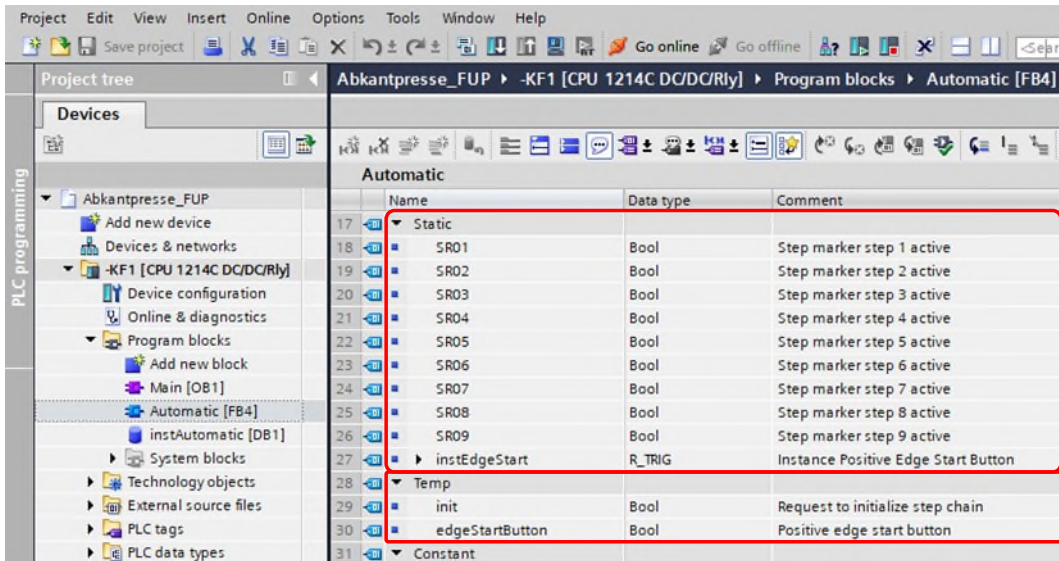 Project Edit View Insert Online Options Tools Window Help
Save project Go online Go offline
Project tree
Abkantpresse_FUP ▸ -KF1 [CPU 1214C DC/DC/Rly] ▸ Program blocks ▸ Automatic [FB4]
Devices
PLC programming
Abkantpresse_FUP
Add new device
Devices & networks
-KF1 [CPU 1214C DC/DC/Rly]
Device configuration
Online & diagnostics
Program blocks
Add new block
Main [OB1]
Automatic [FB4]
instAutomatic [DB1]
System blocks
Technology objects
External source files
PLC tags
PLC data types
Automatic
Name Data type Comment
17 Static
18 SR01 Bool Step marker step 1 active
19 SR02 Bool Step marker step 2 active
20 SR03 Bool Step marker step 3 active
21 SR04 Bool Step marker step 4 active
22 SR05 Bool Step marker step 5 active
23 SR06 Bool Step marker step 6 active
24 SR07 Bool Step marker step 7 active
25 SR08 Bool Step marker step 8 active
26 SR09 Bool Step marker step 9 active
27 instEdgeStart R_TRIG Instance Positive Edge Start Button
28 Temp
29 init Bool Request to initialize step chain
30 edgeStartButton Bool Positive edge start button
31 Constant